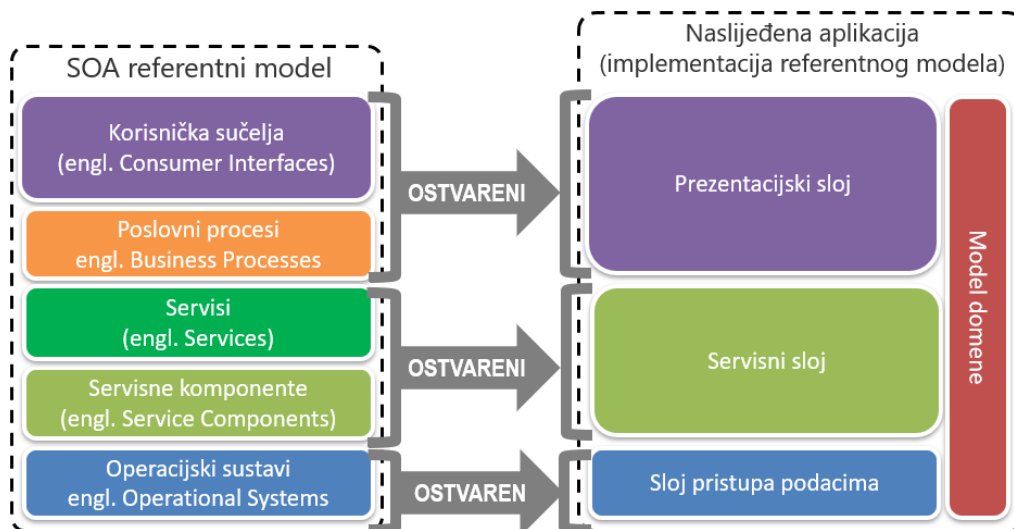 SOA referentni model
Korisnička sučelja
(engl. Consumer Interfaces)
Poslovni procesi
engl. Business Processes
Servisi
(engl. Services)
Servisne komponente
(engl. Service Components)
Operacijski sustavi
engl. Operational Systems
OSTVARENI
OSTVARENI
OSTVAREN
Naslijeđena aplikacija
(implementacija referentnog modela)
Prezentacijski sloj
Servisni sloj
Sloj pristupa podacima
Model domene